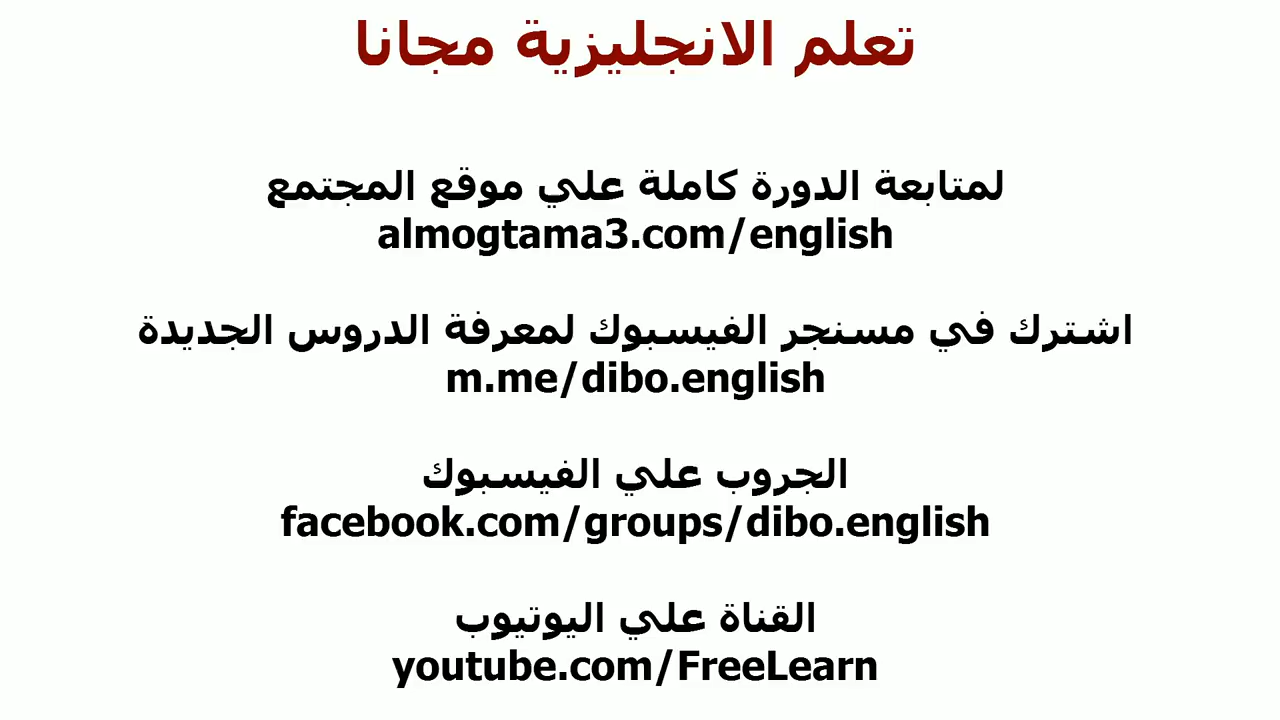 تعلم الانجليزية مجانا
لمتابعة الدورة كاملة علي موقع المجتمع
almogtama3.com/english
اشترك في مسنجر الفيسبوك لمعرفة الدروس الجديدة
m.me/dibo.english
الجروب علي الفيسبوك
facebook.com/groups/dibo.english
القناة علي اليوتيوب
youtube.com/FreeLearn